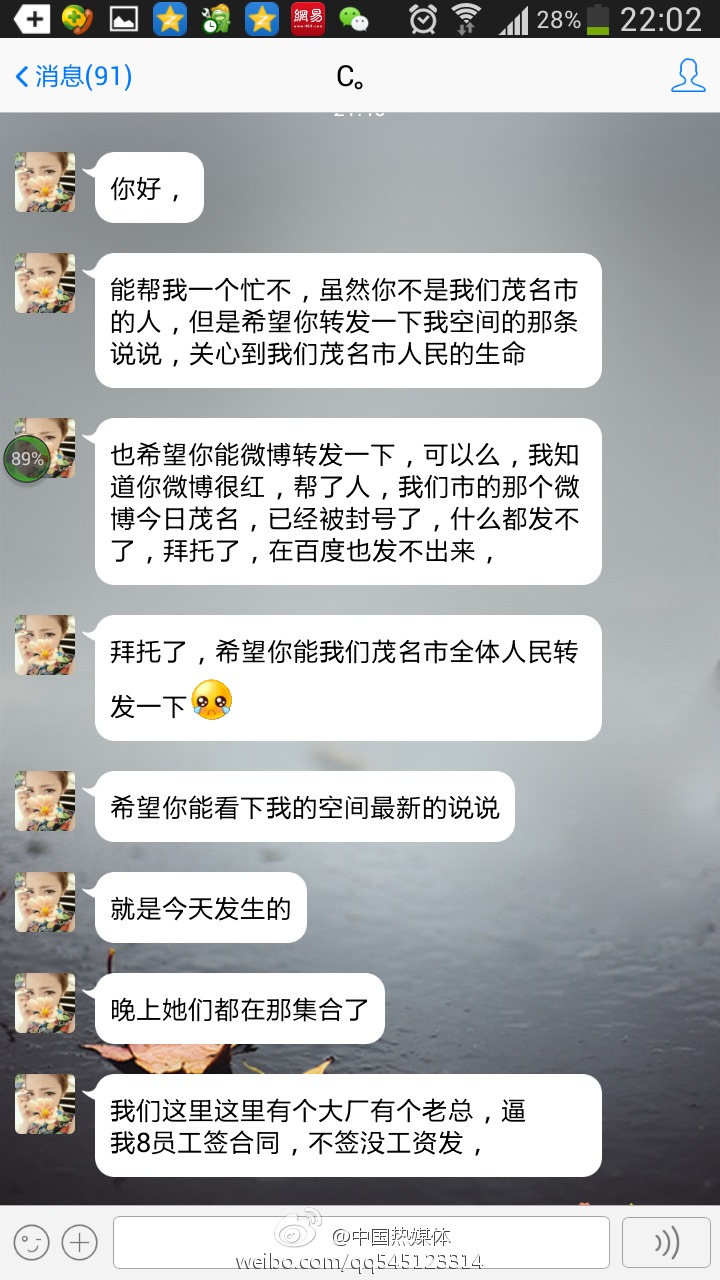 28%
22:02
網易
消息(91)
C。
你好，
能帮我一个忙不，虽然你不是我们茂名市
的人，但是希望你转发一下我空间的那条
说说，关心到我们茂名市人民的生命
89%
也希望你能微博转发一下，可以么，我知
道你微博很红，帮了人，我们市的那个微
博今日茂名，已经被封号了，什么都发不
了，拜托了，在百度也发不出来，
拜托了，希望你能我们茂名市全体人民转
发一下
希望你能看下我的空间最新的说说
就是今天发生的
晚上她们都在那集合了
我们这里这里有个大厂有个老总，逼
我8员工签合同，不签没工资发，
@中国热媒体
weibo.com/qq545123314